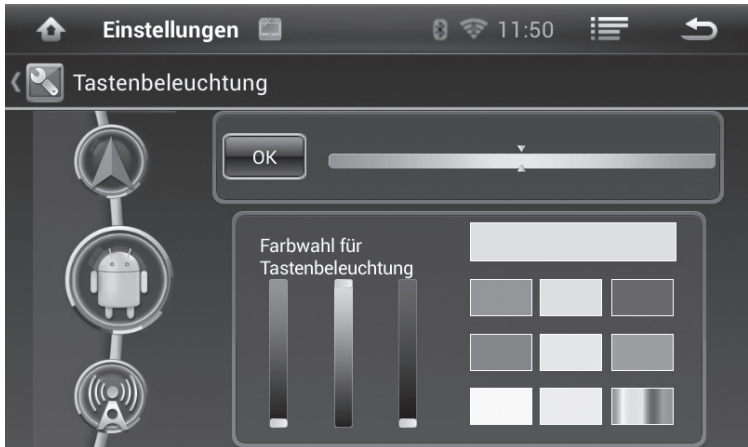 Einstellungen 11:50
Tastenbeleuchtung
OK
Farbwahl für
Tastenbeleuchtung